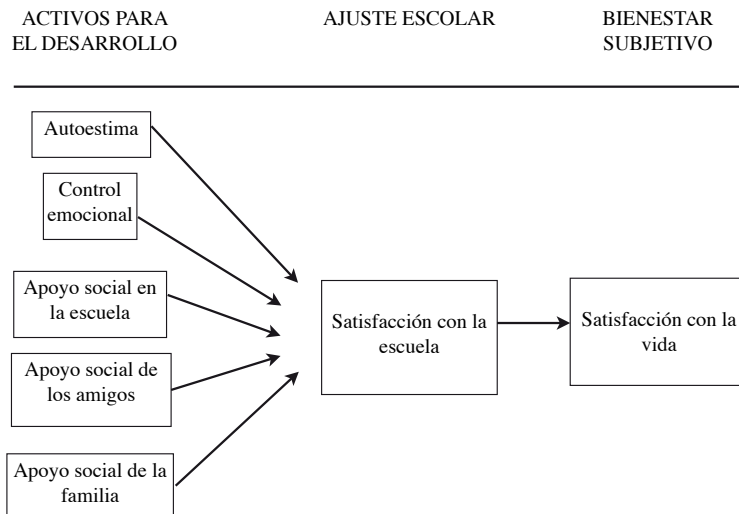 ACTIVOS PARA
EL DESARROLLO
AJUSTE ESCOLAR
BIENESTAR
SUBJETIVO
Autoestima
Control
emocional
Apoyo social en
la escuela
Apoyo social de
los amigos
Apoyo social de la
familia
Satisfacción con la
escuela
Satisfacción con la
vida